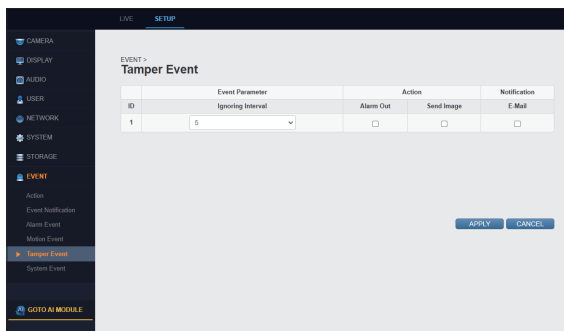 LIVE SETUP
CAMERA
DISPLAY
AUDIO
USER
NETWORK
SYSTEM
STORAGE
EVENT
Action
Event Notification
Alarm Event
Motion Event
Tamper Event
System Event
GOTO AI MODULE
EVENT >
Tamper Event
Event Parameter Action Notification
ID Ignoring Interval Alarm Out Send Image E-Mail
1 5
APPLY CANCEL